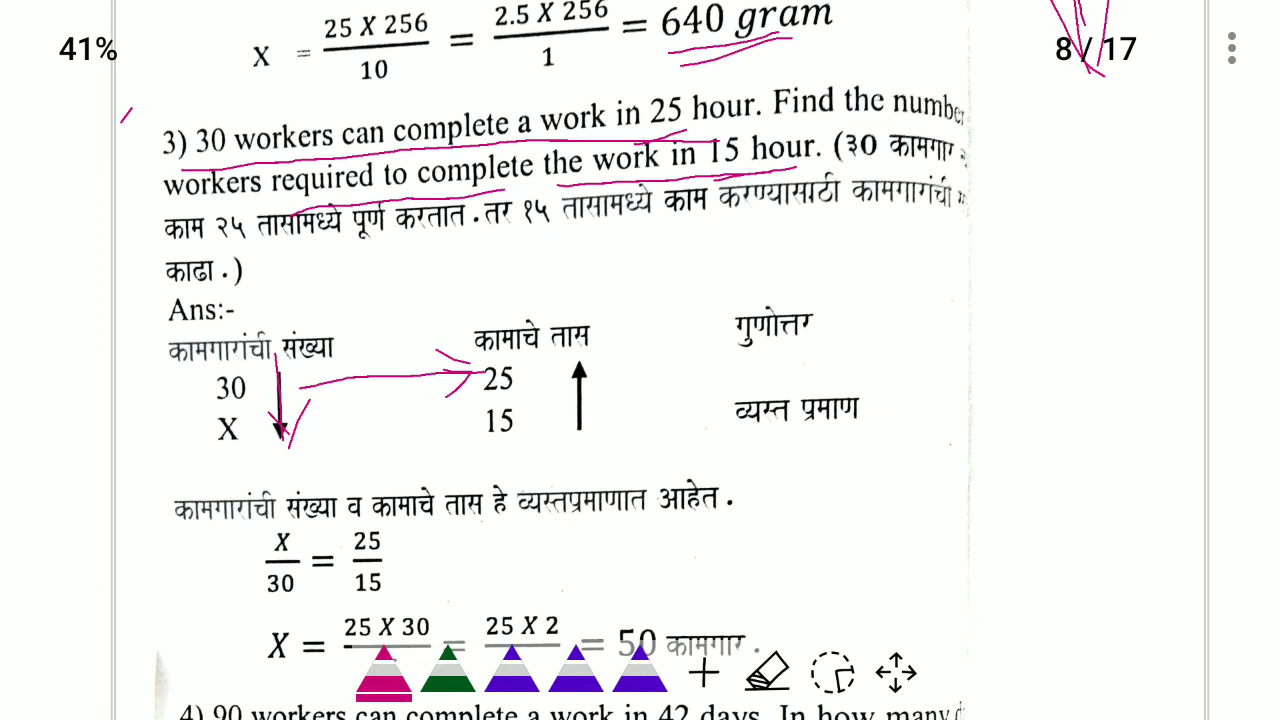 41%
8 / 17
X = 25 X 256 / 10 = 2.5 X 256 / 1 = 640 gram
3) 30 workers can complete a work in 25 hour. Find the number
workers required to complete the work in 15 hour. (३० कामगार
काम २५ तासामध्ये पूर्ण करतात . तर १५ तासामध्ये काम करण्यासाठी कामगारांची
काढा . )
Ans:-
कामगारांची संख्या कामाचे तास गुणोत्तर
30 25
X 15 व्यस्त प्रमाण
कामगारांची संख्या व कामाचे तास हे व्यस्तप्रमाणात आहेत .
X / 30 = 25 / 15
X = 25 X 30 = 25 X 2 = 50 कामगार .
4) 90 workers can complete a work in 42 days. In how many